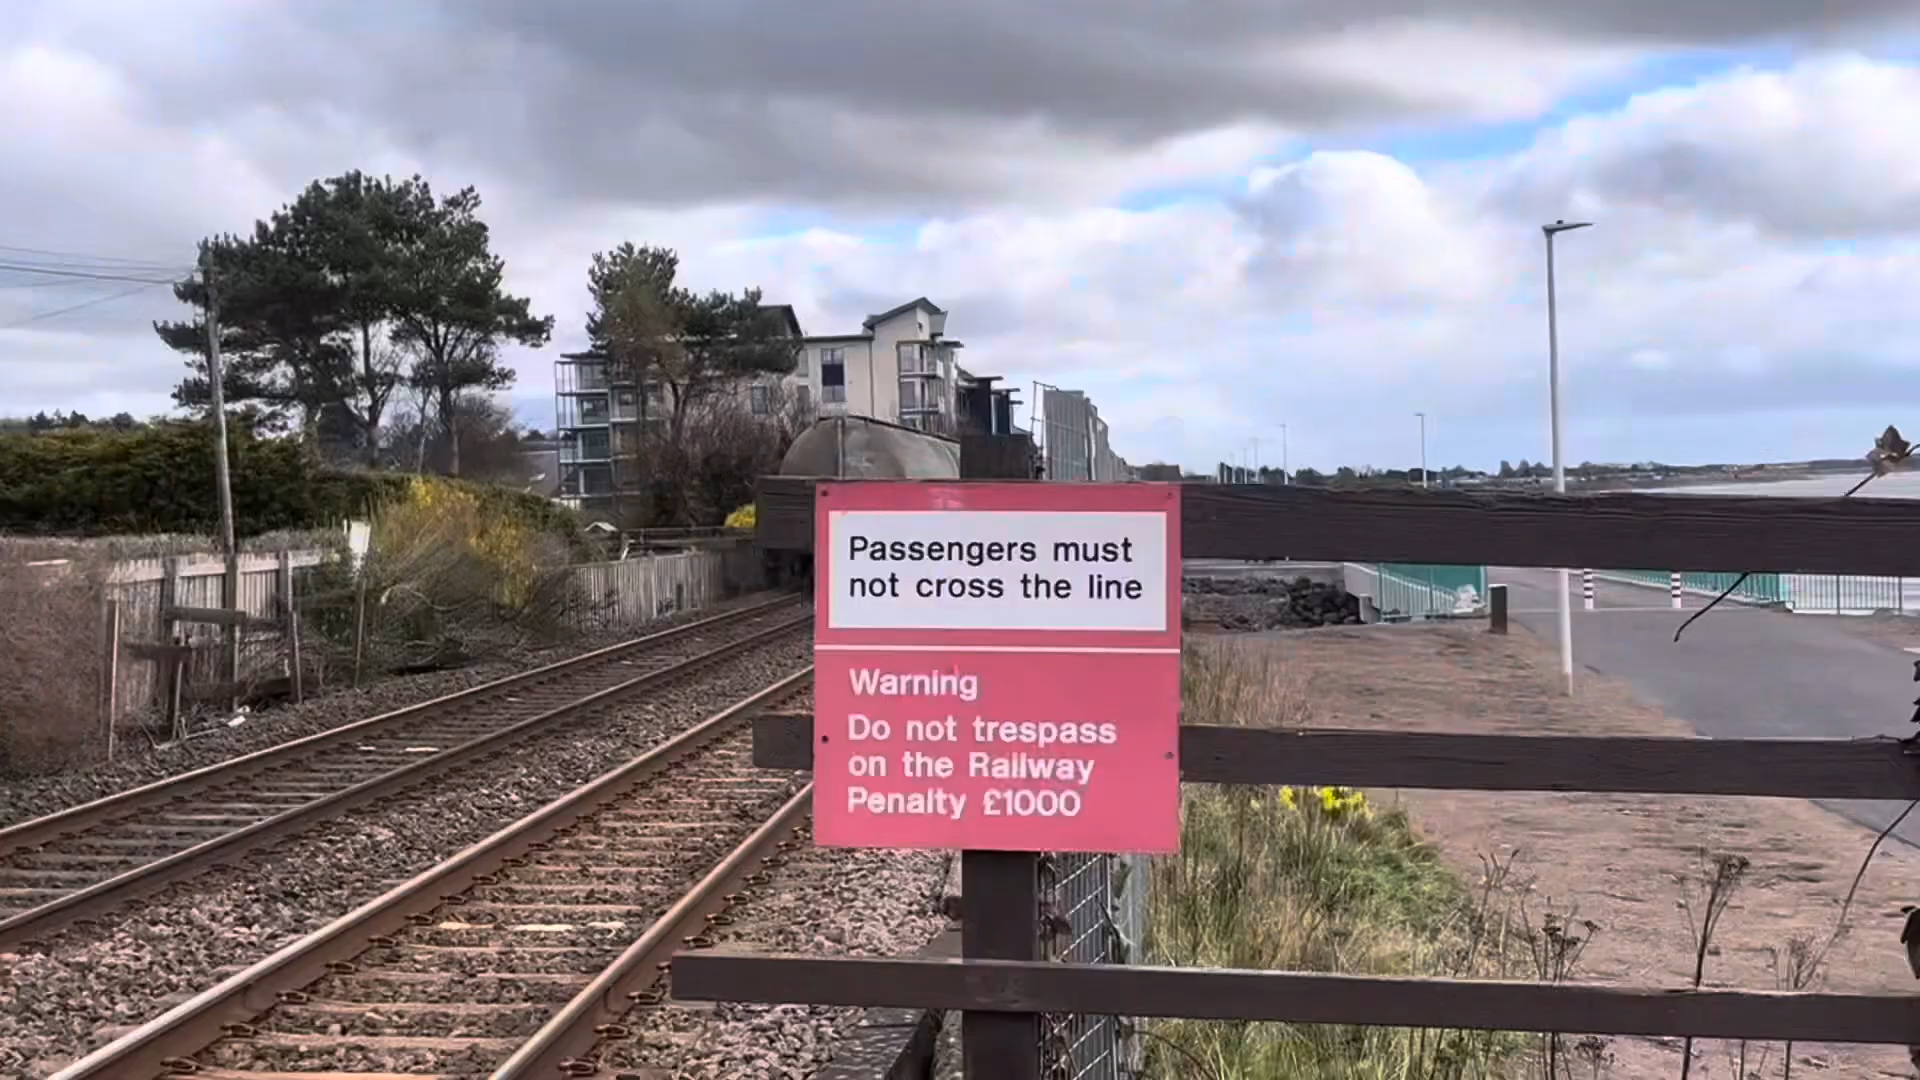 Passengers must
not cross the line
Warning
Do not trespass
on the Railway
Penalty £1000